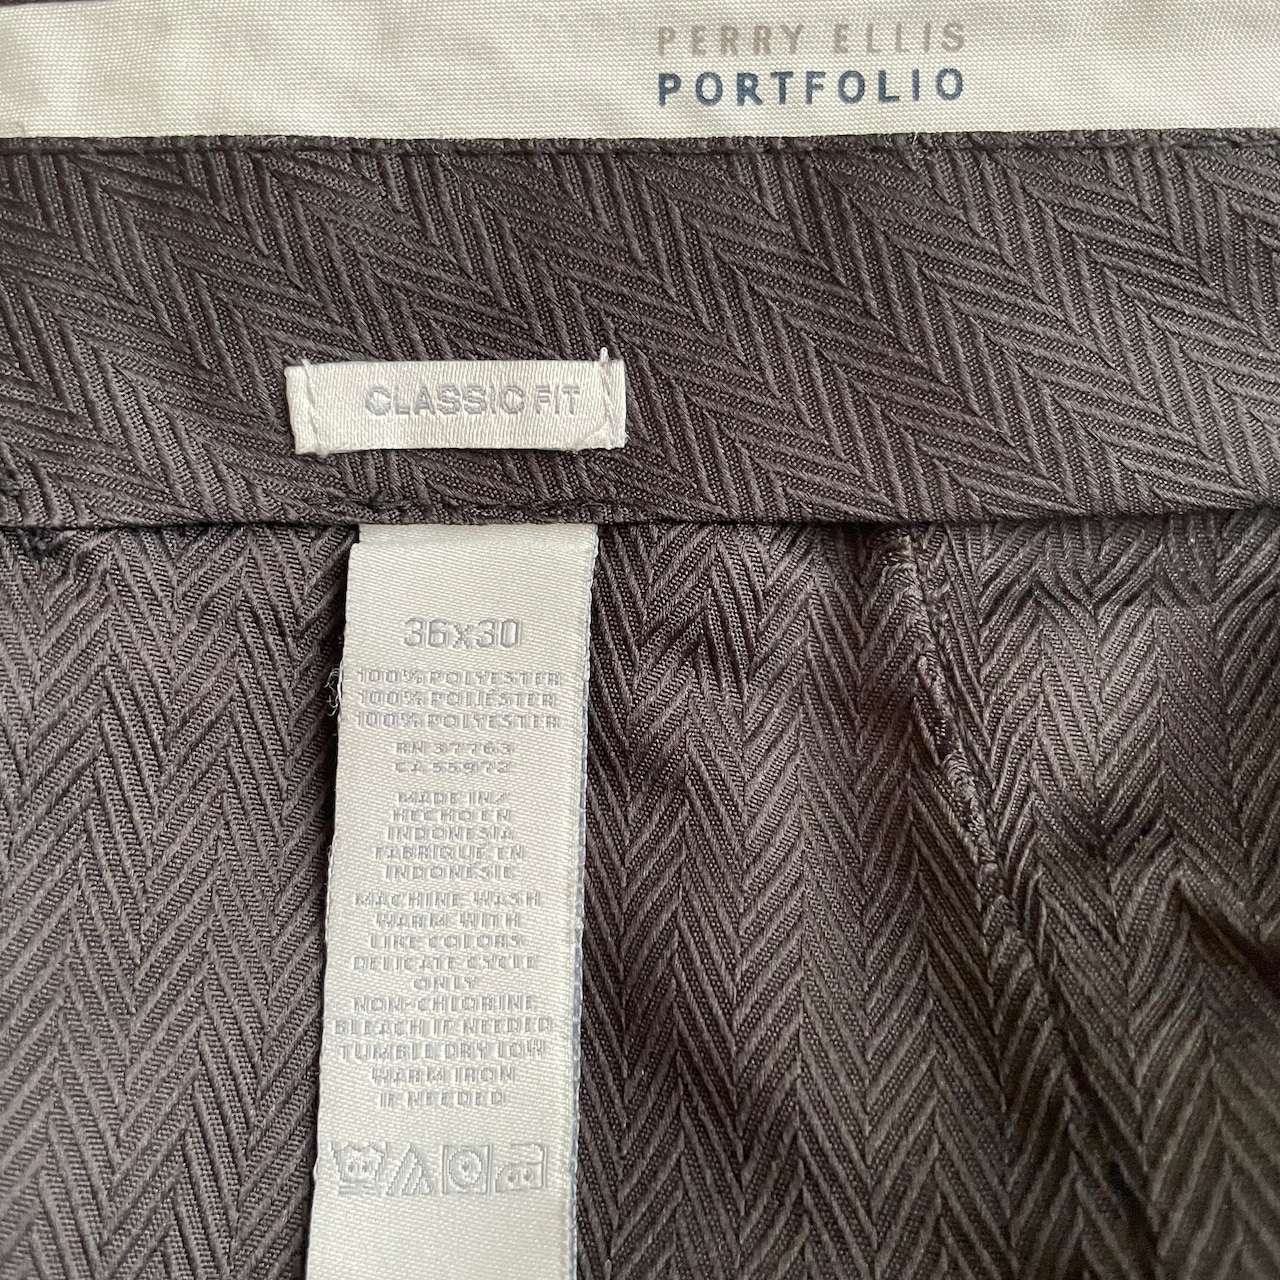 PERRY ELLIS
PORTFOLIO
CLASSIC FIT
36x30
100% POLYESTER
100% POLIÉSTER
100% POLYESTER
RN 37763
CA 55972
MADE IN/
HECHO EN
INDONESIA
FABRIQUÉ EN
INDONESIE
MACHINE WASH
WARM WITH
LIKE COLORS
DELICATE CYCLE
ONLY
NON-CHLORINE
BLEACH IF NEEDED
TUMBLE DRY LOW
WARM IRON
IF NEEDED